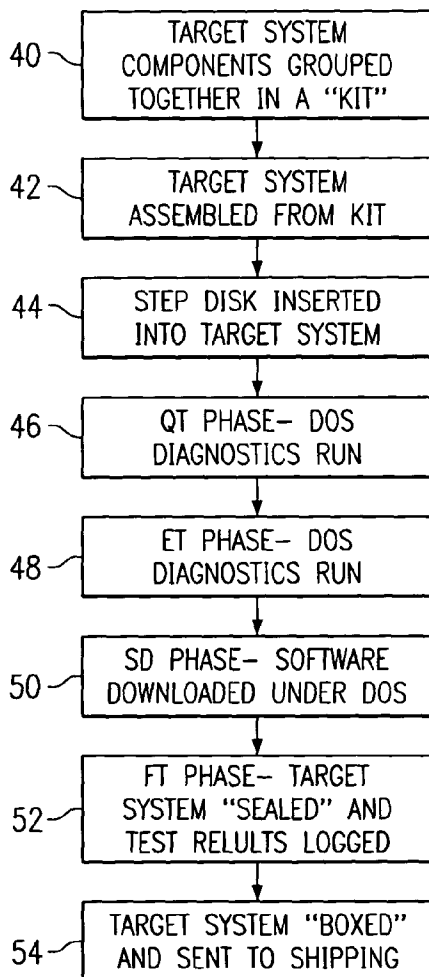 40
TARGET SYSTEM
COMPONENTS GROUPED
TOGETHER IN A "KIT"
42
TARGET SYSTEM
ASSEMBLED FROM KIT
44
STEP DISK INSERTED
INTO TARGET SYSTEM
46
QT PHASE– DOS
DIAGNOSTICS RUN
48
ET PHASE– DOS
DIAGNOSTICS RUN
50
SD PHASE– SOFTWARE
DOWNLOADED UNDER DOS
52
FT PHASE– TARGET
SYSTEM "SEALED" AND
TEST RELULTS LOGGED
54
TARGET SYSTEM "BOXED"
AND SENT TO SHIPPING